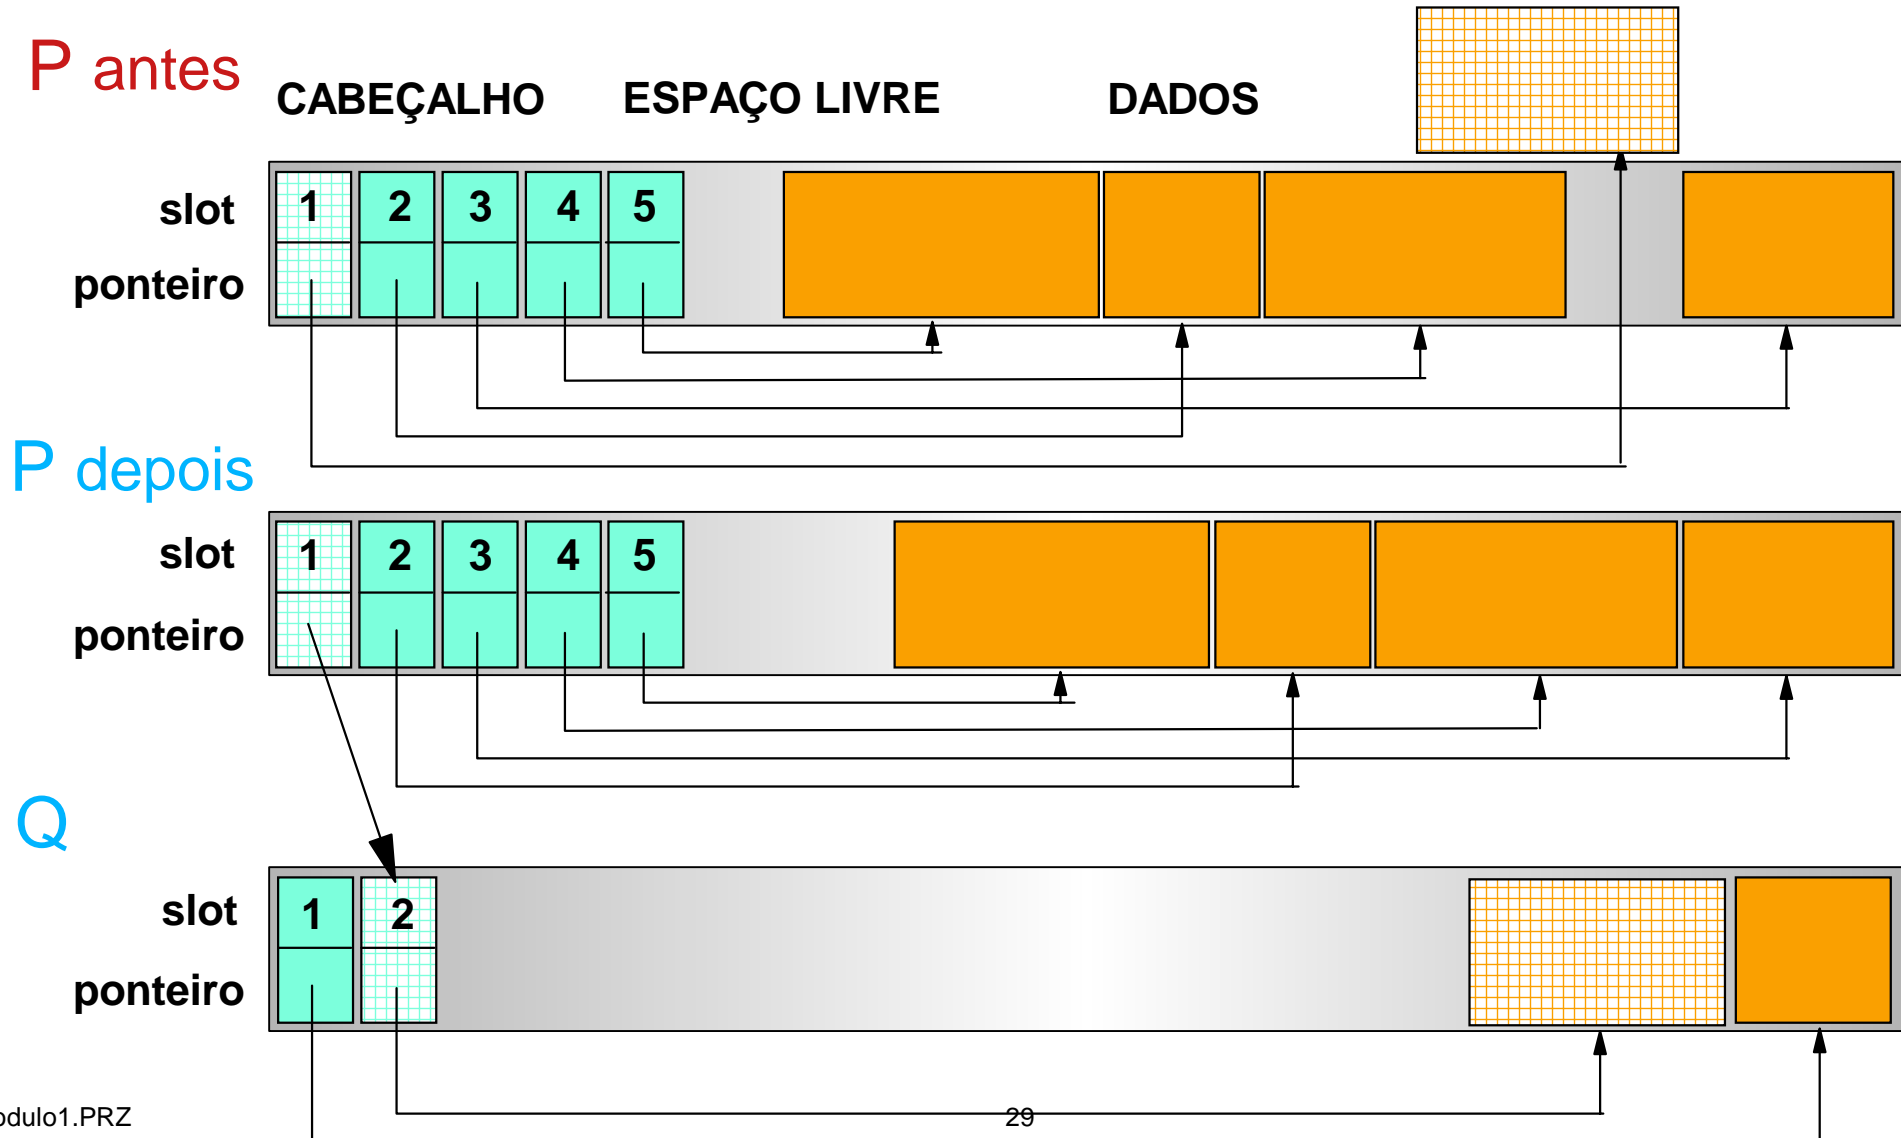 P antes
CABEÇALHO ESPAÇO LIVRE DADOS
slot 1 2 3 4 5
ponteiro
P depois
slot 1 2 3 4 5
ponteiro
Q
slot 1 2
ponteiro
odulo1.PRZ 29